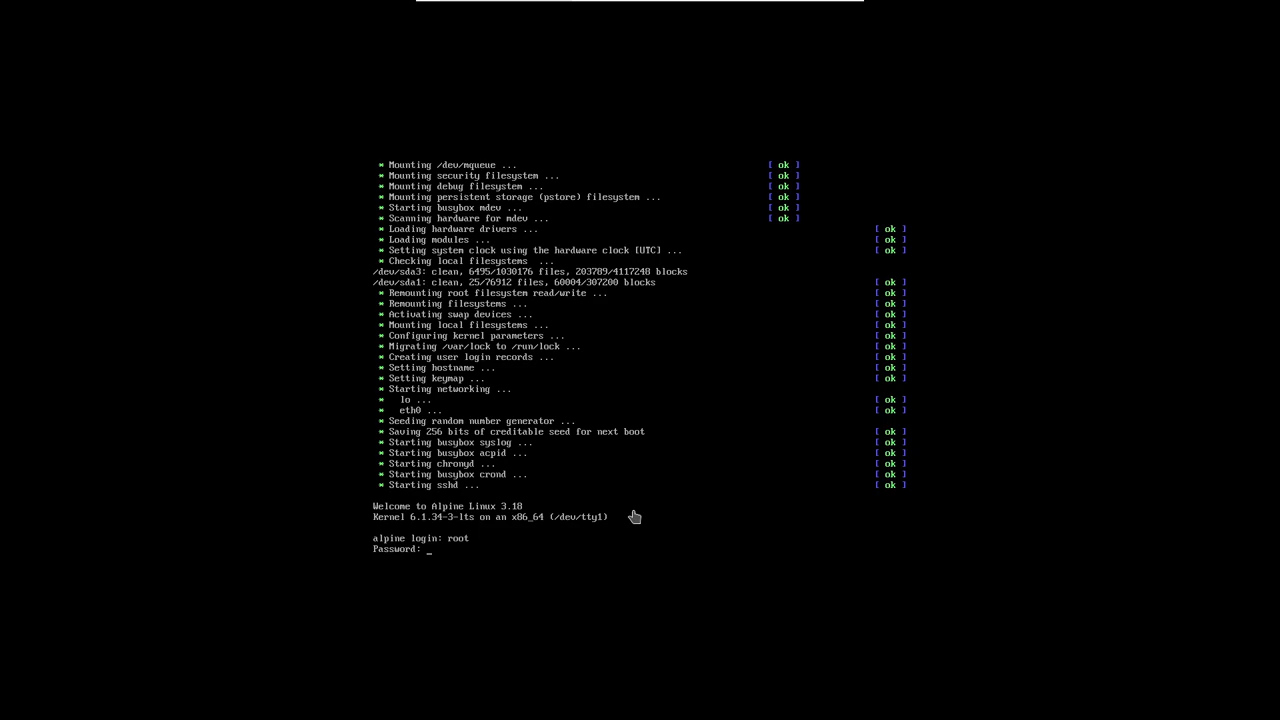 * Mounting /dev/mqueue ... [ ok ]
* Mounting security filesystem ... [ ok ]
* Mounting debug filesystem ... [ ok ]
* Mounting persistent storage (pstore) filesystem ... [ ok ]
* Starting busybox mdev ... [ ok ]
* Scanning hardware for mdev ... [ ok ]
* Loading hardware drivers ... [ ok ]
* Loading modules ... [ ok ]
* Setting system clock using the hardware clock [UTC] ... [ ok ]
* Checking local filesystems  ...
/dev/sda3: clean, 6495/1030176 files, 203789/4117248 blocks
/dev/sda1: clean, 25/76912 files, 60004/307200 blocks [ ok ]
* Remounting root filesystem read/write ... [ ok ]
* Remounting filesystems ... [ ok ]
* Activating swap devices ... [ ok ]
* Mounting local filesystems ... [ ok ]
* Configuring kernel parameters ... [ ok ]
* Migrating /var/lock to /run/lock ... [ ok ]
* Creating user login records ... [ ok ]
* Setting hostname ... [ ok ]
* Setting keymap ... [ ok ]
* Starting networking ...
*   lo ... [ ok ]
*   eth0 ... [ ok ]
* Seeding random number generator ...
* Saving 256 bits of creditable seed for next boot [ ok ]
* Starting busybox syslog ... [ ok ]
* Starting busybox acpid ... [ ok ]
* Starting chronyd ... [ ok ]
* Starting busybox crond ... [ ok ]
* Starting sshd ... [ ok ]
Welcome to Alpine Linux 3.18
Kernel 6.1.34-3-lts on an x86_64 (/dev/tty1)
alpine login: root
Password: _